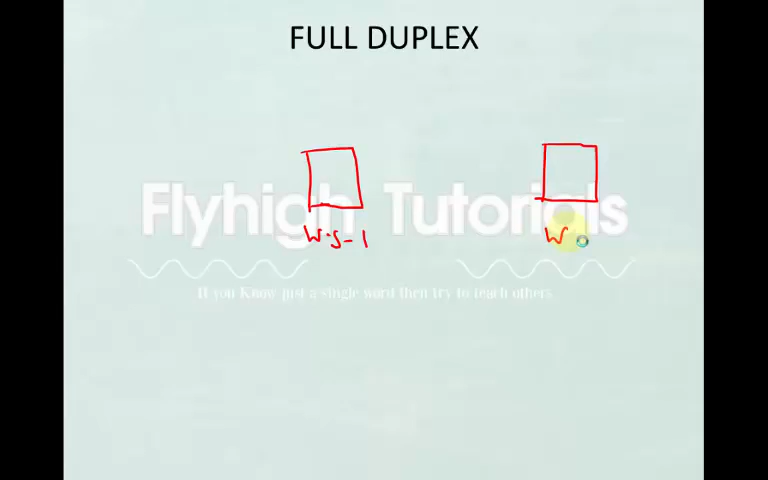 FULL DUPLEX
Flyhigh Tutorials
W.S-1 W
If you Know just a single word then try to teach others